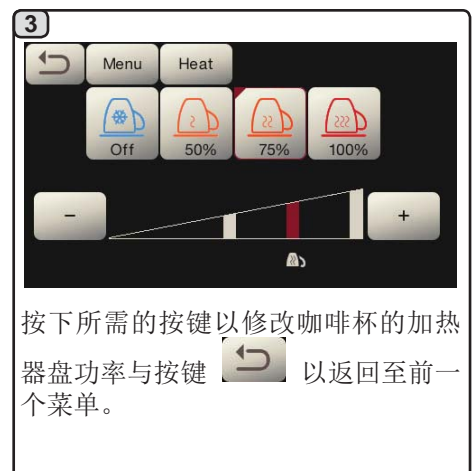 3
Menu Heat
Off 50% 75% 100%
- +
按下所需的按键以修改咖啡杯的加热
器盘功率与按键 以返回至前一
个菜单。